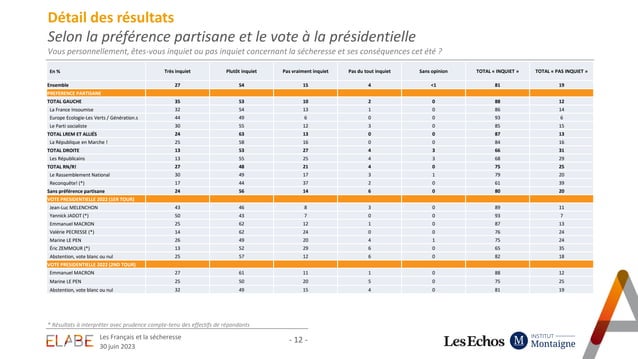 Détail des résultats
Selon la préférence partisane et le vote à la présidentielle
Vous personnellement, êtes-vous inquiet ou pas inquiet concernant la sécheresse et ses conséquences cet été ?
En % Très inquiet Plutôt inquiet Pas vraiment inquiet Pas du tout inquiet Sans opinion TOTAL « INQUIET » TOTAL « PAS INQUIET »
Ensemble 27 54 15 4 <1 81 19
PREFERENCE PARTISANE
TOTAL GAUCHE 35 53 10 2 0 88 12
La France Insoumise 32 54 13 1 0 86 14
Europe Ecologie-Les Verts / Génération.s 44 49 6 0 0 93 6
Le Parti socialiste 30 55 12 3 0 85 15
TOTAL LREM ET ALLIÉS 24 63 13 0 0 87 13
La République en Marche ! 25 58 16 0 0 84 16
TOTAL DROITE 13 53 27 4 3 66 31
Les Républicains 13 55 25 4 3 68 29
TOTAL RN/R! 27 48 21 4 0 75 25
Le Rassemblement National 30 49 17 3 1 79 20
Reconquête! (*) 17 44 37 2 0 61 39
Sans préférence partisane 24 56 14 6 0 80 20
VOTE PRESIDENTIELLE 2022 (1ER TOUR)
Jean-Luc MELENCHON 43 46 8 3 0 89 11
Yannick JADOT (*) 50 43 7 0 0 93 7
Emmanuel MACRON 25 62 12 1 0 87 13
Valérie PECRESSE (*) 14 62 24 0 0 76 24
Marine LE PEN 26 49 20 4 1 75 24
Éric ZEMMOUR (*) 13 52 29 6 0 65 35
Abstention, vote blanc ou nul 25 57 12 6 0 82 18
VOTE PRESIDENTIELLE 2022 (2ND TOUR)
Emmanuel MACRON 27 61 11 1 0 88 12
Marine LE PEN 25 50 20 5 0 75 25
Abstention, vote blanc ou nul 32 49 15 4 0 81 19
* Résultats à interpréter avec prudence compte-tenu des effectifs de répondants
ELABE Les Français et la sécheresse
30 juin 2023
- 12 -
Les Echos
M INSTITUT
Montaigne